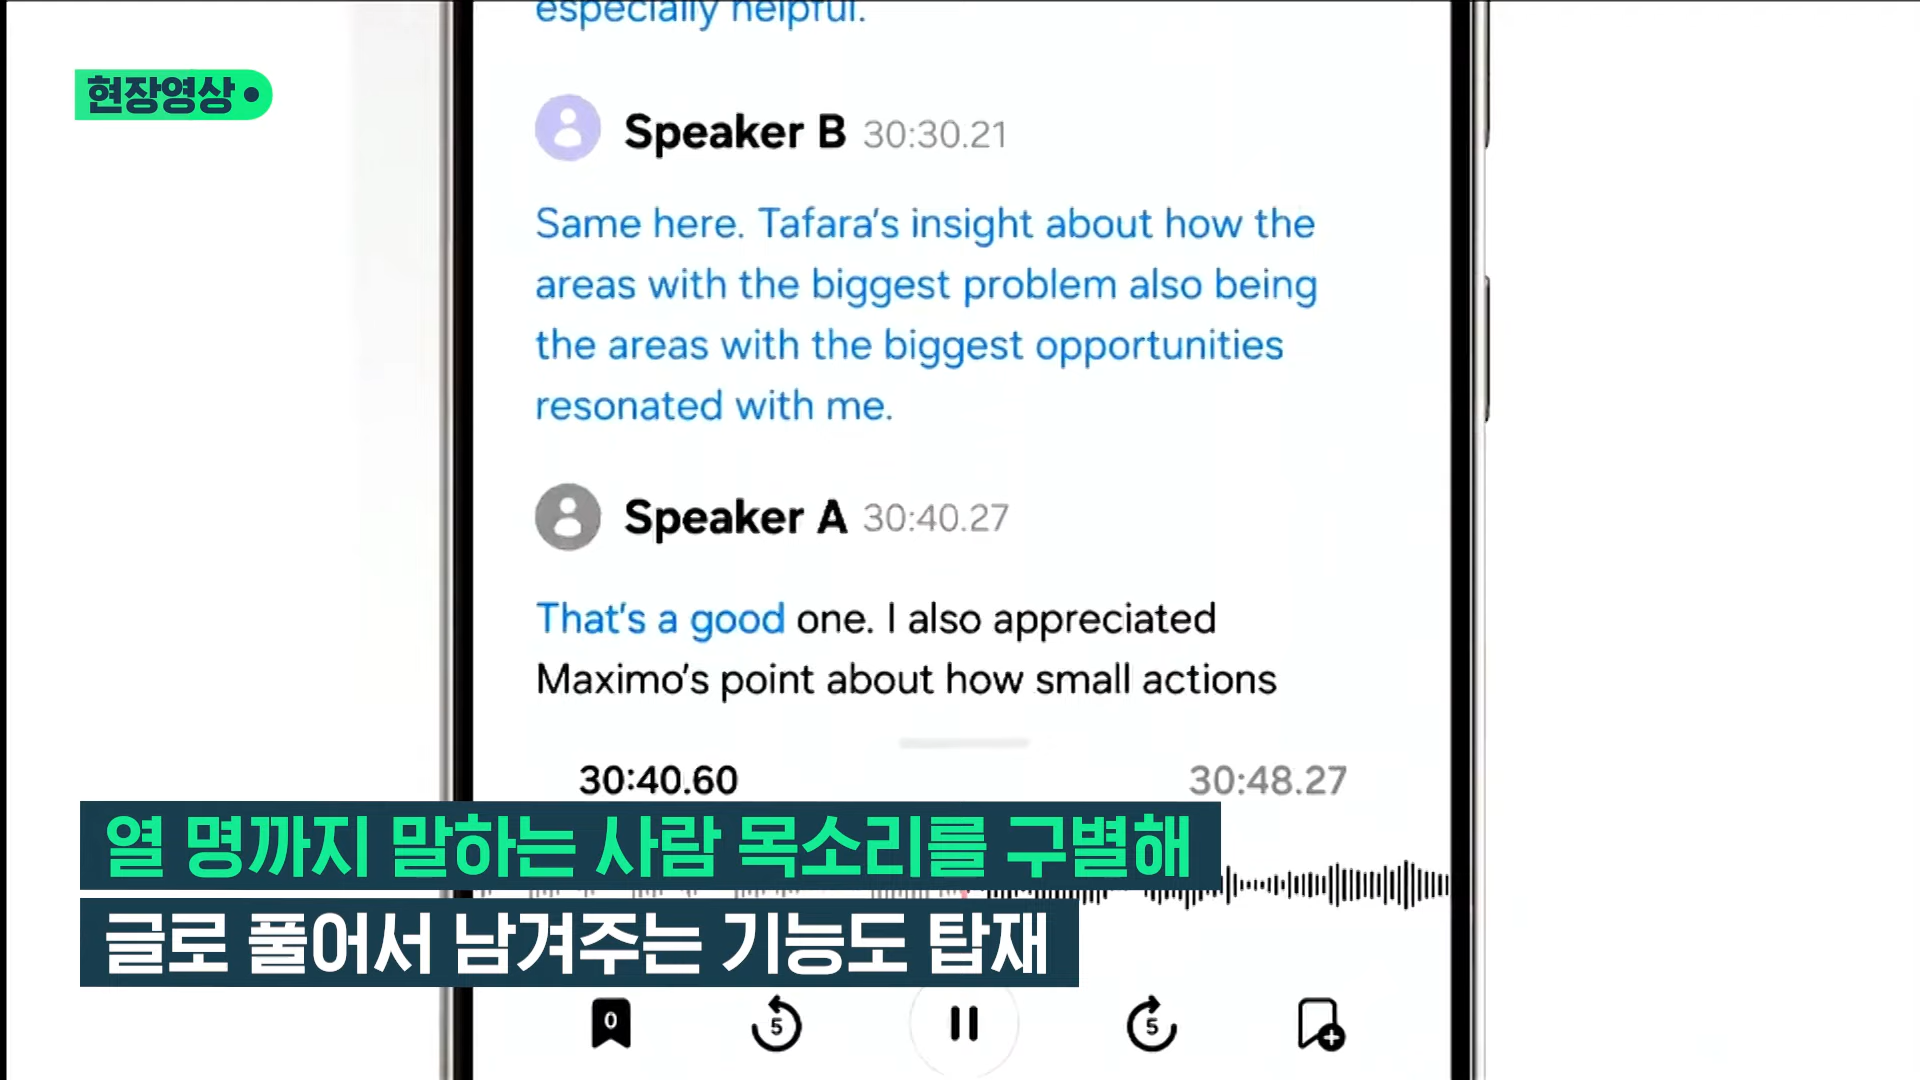 especially helpful.
현장영상
Speaker B 30:30.21
Same here. Tafara's insight about how the
areas with the biggest problem also being
the areas with the biggest opportunities
resonated with me.
Speaker A 30:40.27
That's a good one. I also appreciated
Maximo's point about how small actions
30:40.60 30:48.27
열 명까지 말하는 사람 목소리를 구별해
글로 풀어서 남겨주는 기능도 탑재
0 5 5